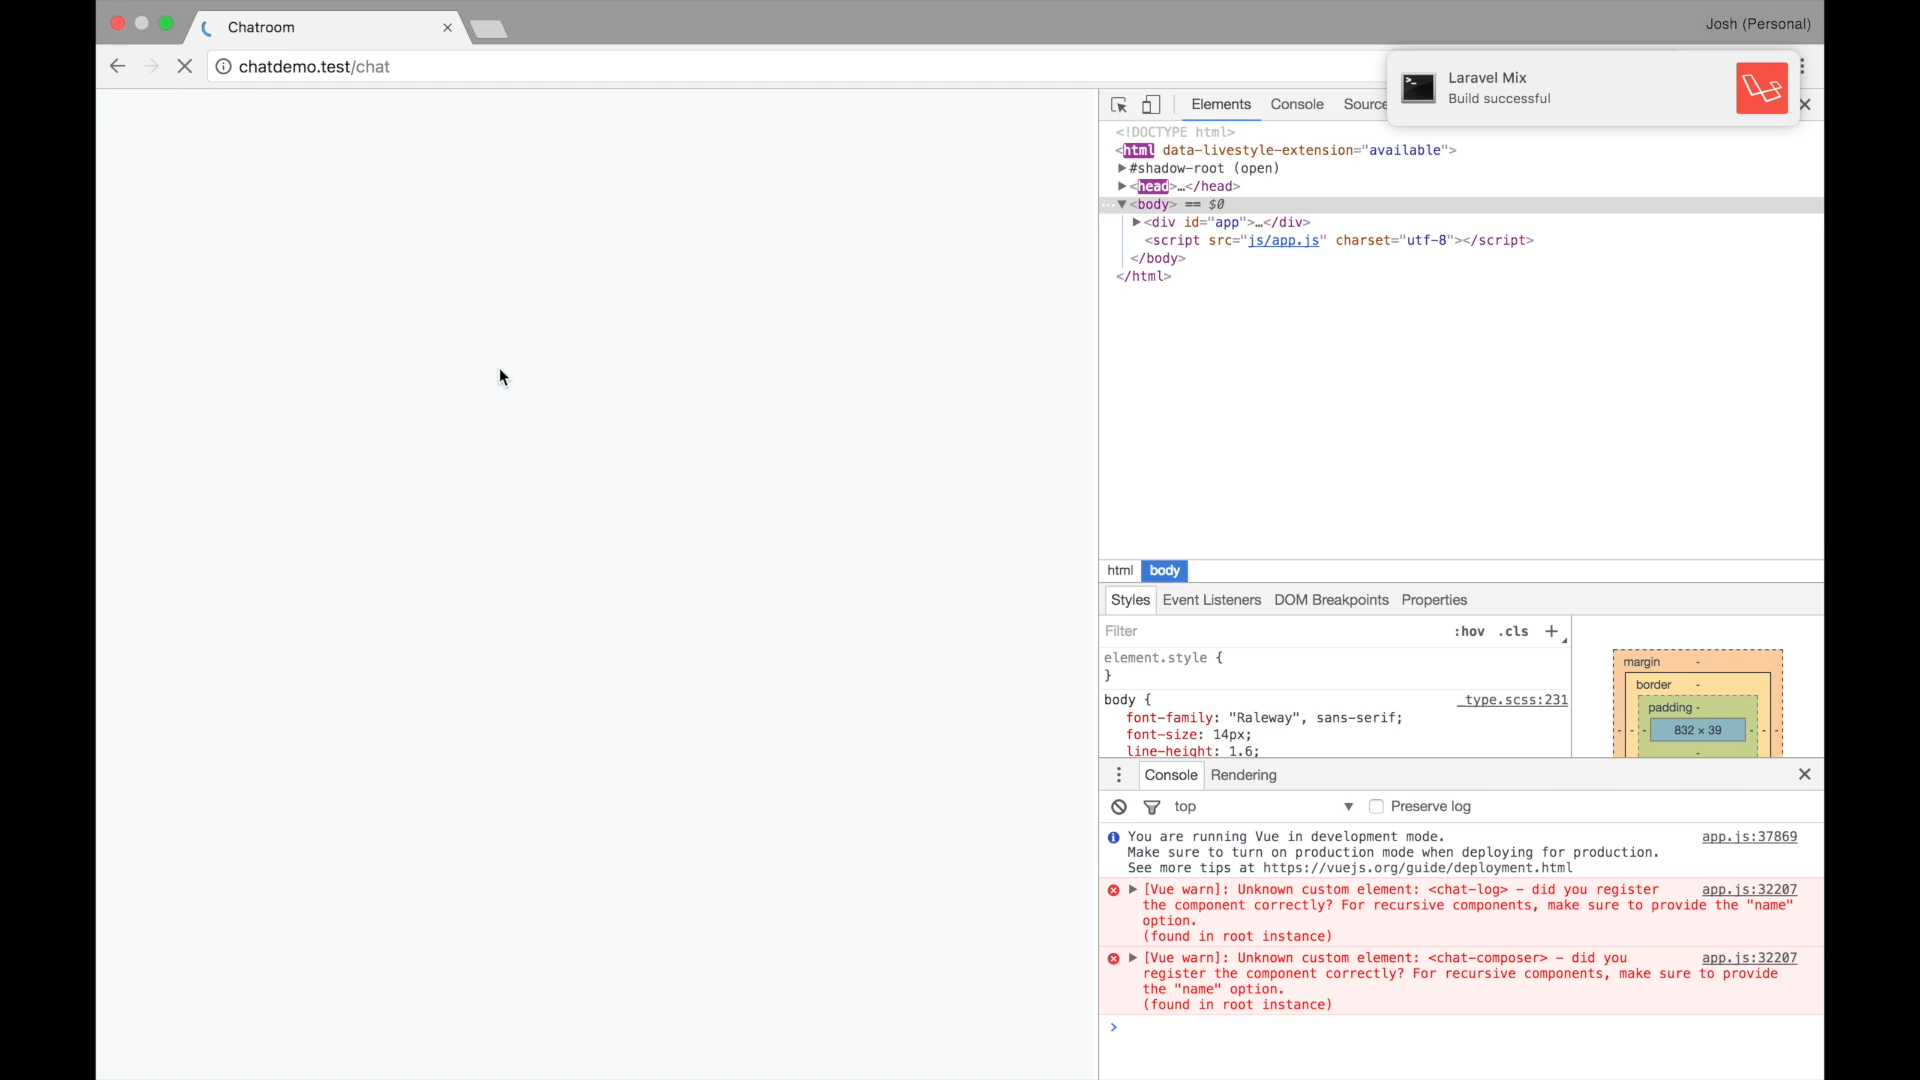 Chatroom
Josh (Personal)
chatdemo.test/chat
Laravel Mix
Build successful
Elements Console Source
<!DOCTYPE html>
<html data-livestyle-extension="available">
▶#shadow-root (open)
▶<head>…</head>
…▼<body> == $0
▶<div id="app">…</div>
<script src="js/app.js" charset="utf-8"></script>
</body>
</html>
html body
Styles Event Listeners DOM Breakpoints Properties
Filter :hov .cls +
element.style {
}
body { _type.scss:231
font-family: "Raleway", sans-serif;
font-size: 14px;
line-height: 1.6;
margin -
border -
padding -
- - - 832 × 39 - - -
-
Console Rendering
top ▼ Preserve log
You are running Vue in development mode. app.js:37869
Make sure to turn on production mode when deploying for production.
See more tips at https://vuejs.org/guide/deployment.html
▶[Vue warn]: Unknown custom element: <chat-log> - did you register app.js:32207
the component correctly? For recursive components, make sure to provide the "name"
option.
(found in root instance)
▶[Vue warn]: Unknown custom element: <chat-composer> - did you app.js:32207
register the component correctly? For recursive components, make sure to provide
the "name" option.
(found in root instance)
>